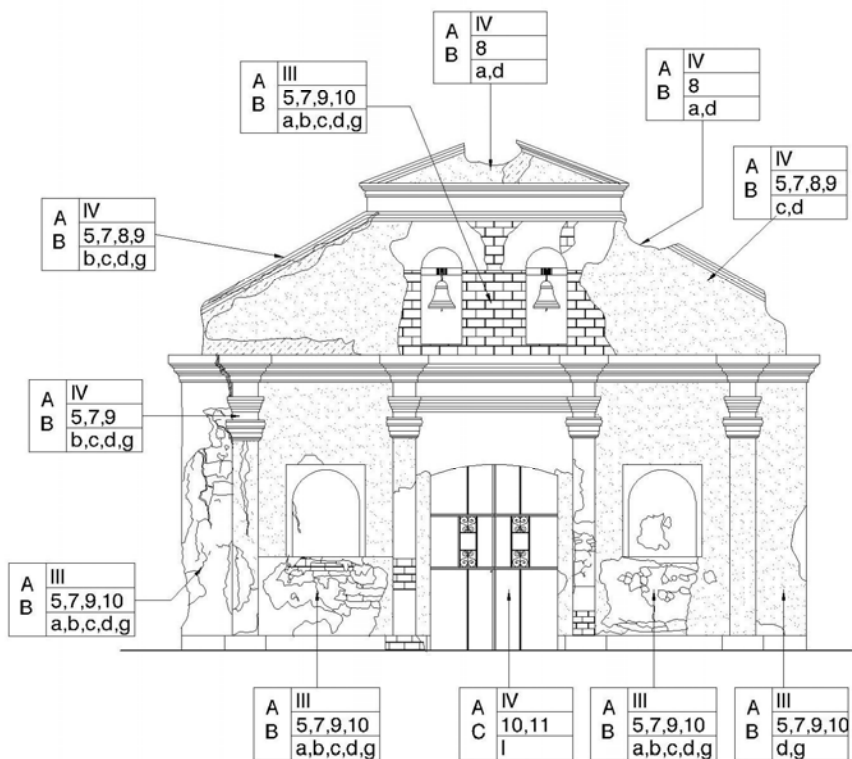 A IV
B 8
a,d
A III
B 5,7,9,10
a,b,c,d,g
A IV
B 8
a,d
A IV
B 5,7,8,9
c,d
A IV
B 5,7,8,9
b,c,d,g
A IV
B 5,7,9
b,c,d,g
A III
B 5,7,9,10
a,b,c,d,g
A III
B 5,7,9,10
a,b,c,d,g
A IV
C 10,11
l
A III
B 5,7,9,10
a,b,c,d,g
A III
B 5,7,9,10
d,g